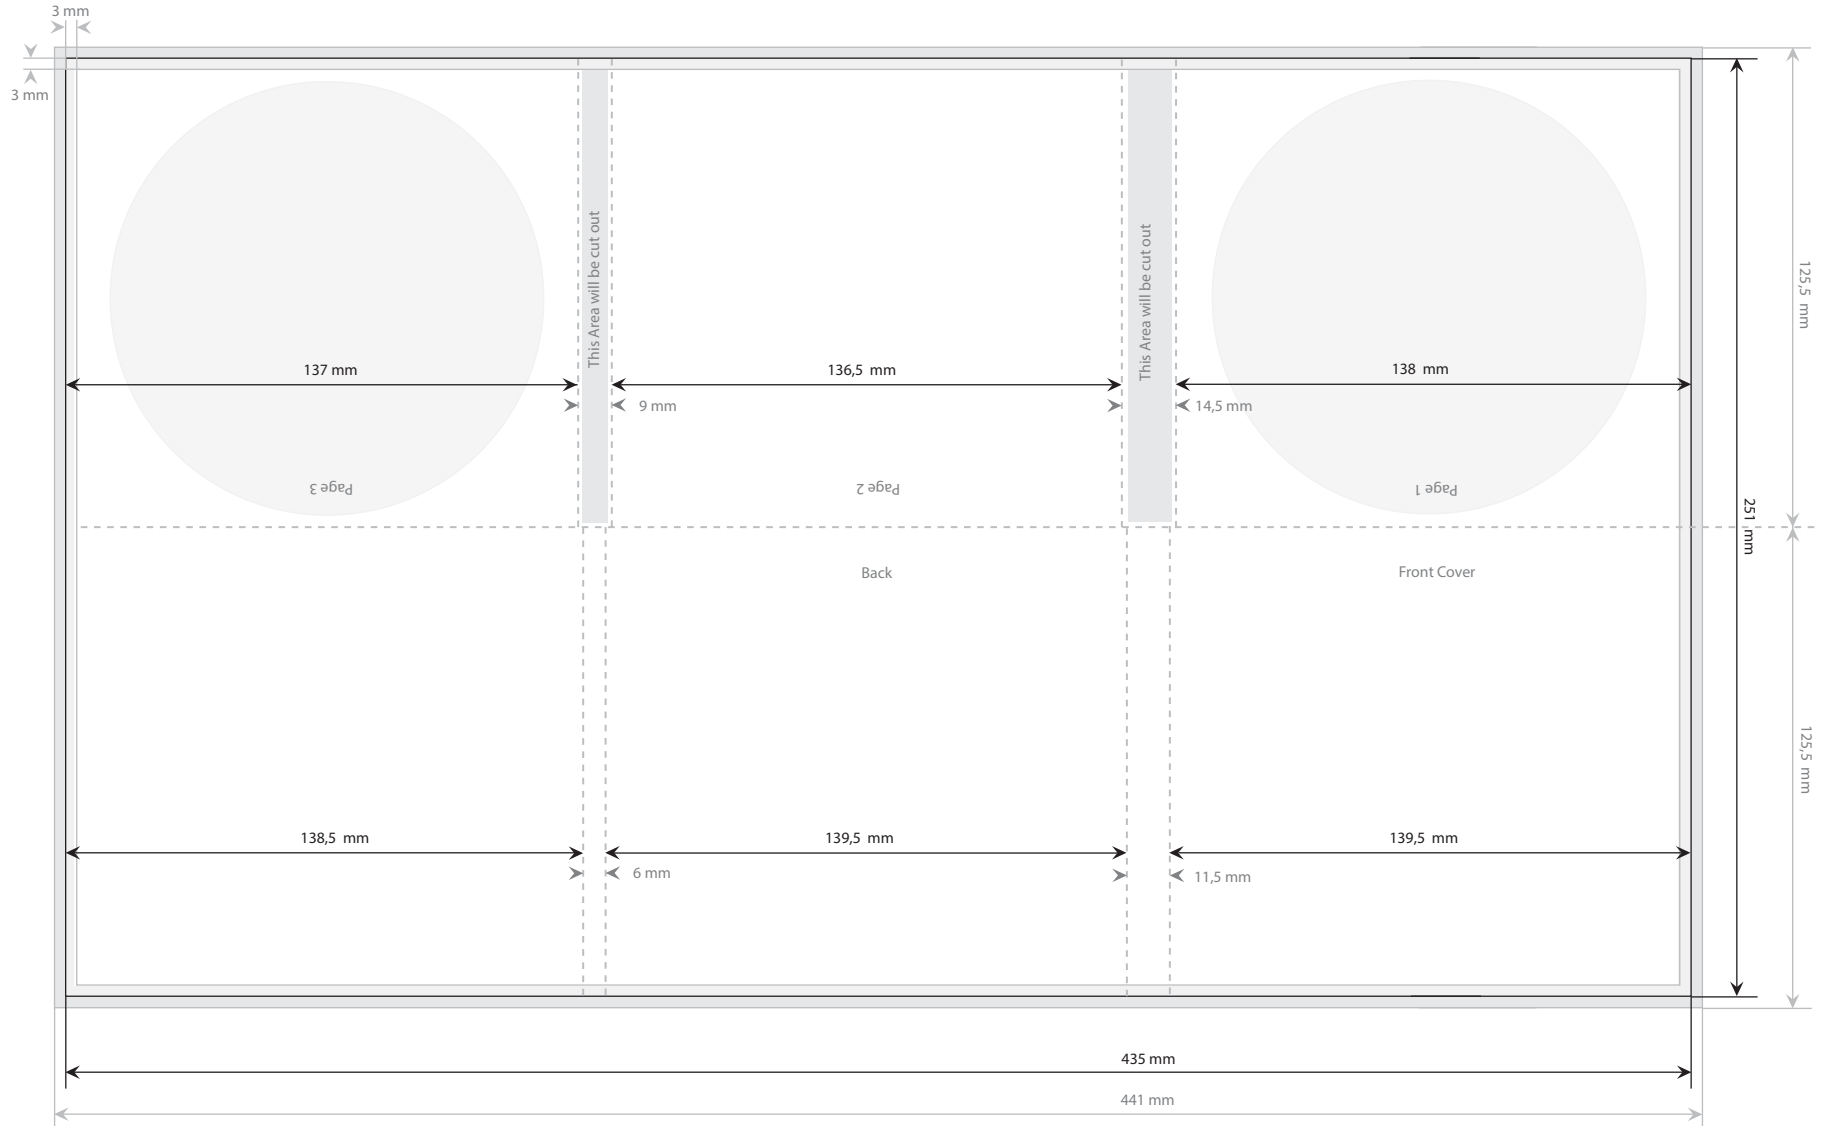 3 mm
3 mm
This Area will be cut out
This Area will be cut out
125,5 mm
137 mm
136,5 mm
138 mm
9 mm
14,5 mm
Page 3
Page 2
Page 1
251 mm
Back
Front Cover
125,5 mm
138,5 mm
139,5 mm
139,5 mm
6 mm
11,5 mm
435 mm
441 mm